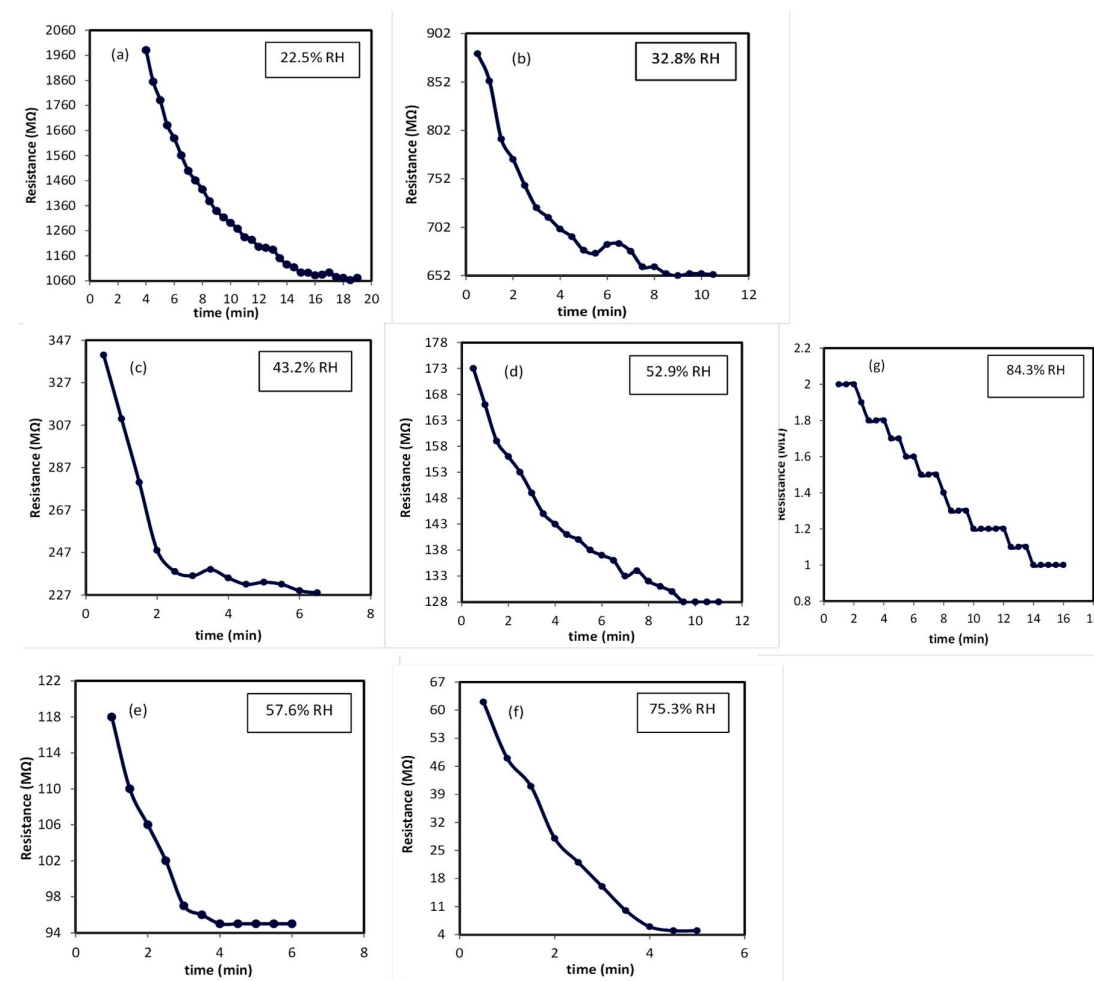 (a)
22.5% RH
Resistance (MΩ)
2060
1960
1860
1760
1660
1560
1460
1360
1260
1160
1060
0 2 4 6 8 10 12 14 16 18 20
time (min)
(b)
32.8% RH
Resistance (MΩ)
902
852
802
752
702
652
0 2 4 6 8 10 12
time (min)
(c)
43.2% RH
Resistance (MΩ)
347
327
307
287
267
247
227
0 2 4 6 8
time (min)
(d)
52.9% RH
Resistance (MΩ)
178
173
168
163
158
153
148
143
138
133
128
0 2 4 6 8 10 12
time (min)
(g)
84.3% RH
Resistance (MΩ)
2.2
2
1.8
1.6
1.4
1.2
1
0.8
0 2 4 6 8 10 12 14 16 18
time (min)
(e)
57.6% RH
Resistance (MΩ)
122
118
114
110
106
102
98
94
0 2 4 6 8
time (min)
(f)
75.3% RH
Resistance (MΩ)
67
60
53
46
39
32
25
18
11
4
0 2 4 6
time (min)